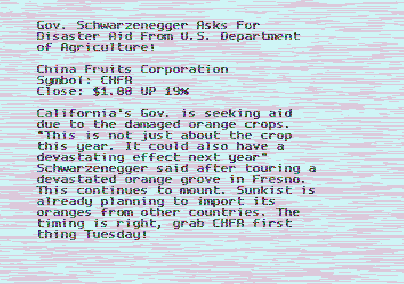 Gov. Schwarzenegger Asks For
Disaster Aid From U.S. Department
of Agriculture!
China Fruits Corporation
Symbol: CHFR
Close: $1.88 UP 19%
California's Gov. is seeking aid
due to the damaged orange crops.
"This is not just about the crop
this year. It could also have a
devastating effect next year"
Schwarzenegger said after touring a
devastated orange grove in Fresno.
This continues to mount. Sunkist is
already planning to import its
oranges from other countries. The
timing is right, grab CHFR first
thing Tuesday!